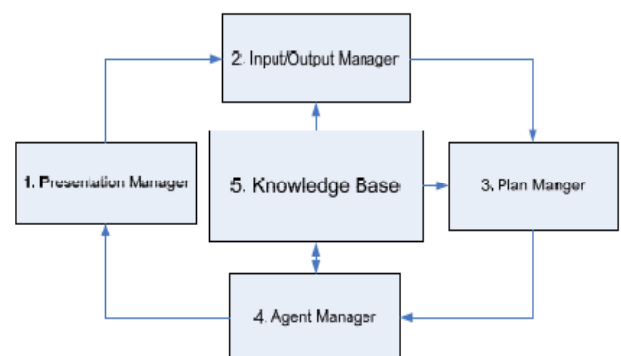 2. Input/Output Manager
1. Presentation Manager
5. Knowledge Base
3. Plan Manger
4. Agent Manager